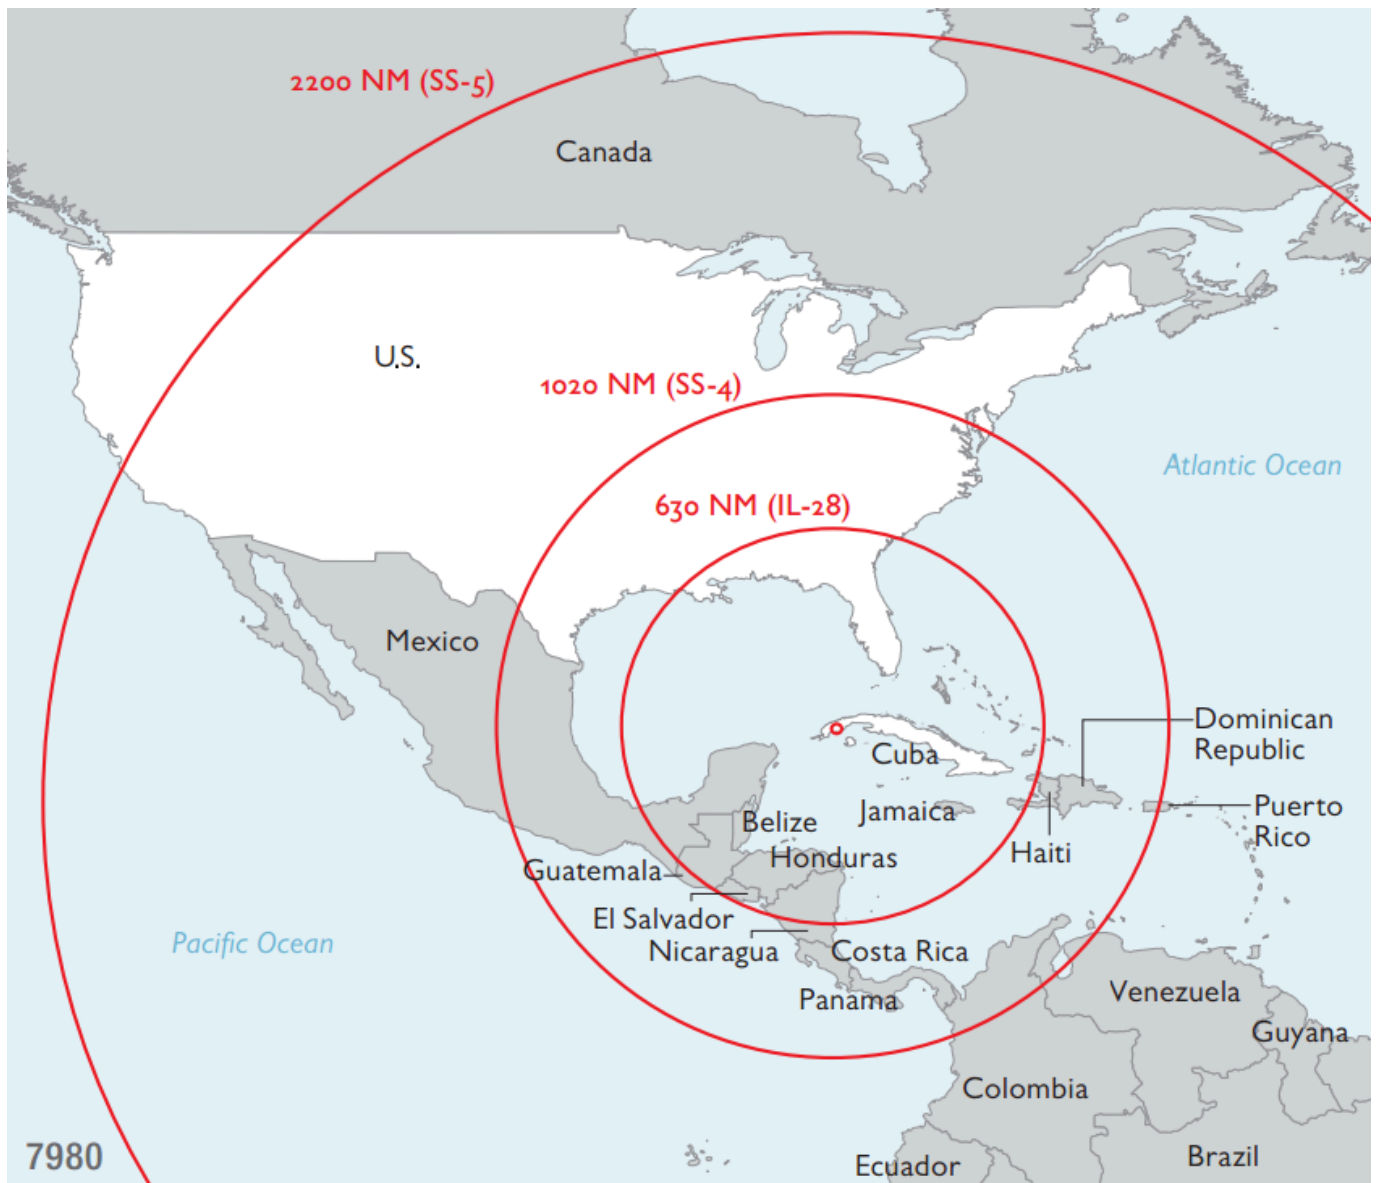 2200 NM (SS-5)
Canada
U.S.
1020 NM (SS-4)
Atlantic Ocean
630 NM (IL-28)
Mexico
Dominican
Republic
Cuba
Jamaica
Puerto
Rico
Belize
Haiti
Honduras
Guatemala
El Salvador
Nicaragua
Costa Rica
Pacific Ocean
Panama
Venezuela
Guyana
Colombia
7980
Ecuador
Brazil